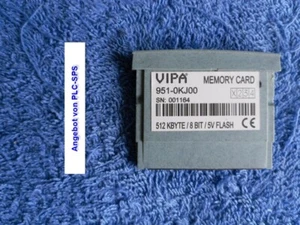 Angebot von PLC-SPS
VIPA MEMORY CARD
951-0KJ00
SN: 001164
512 KBYTE / 8 BIT / 5V FLASH
CE